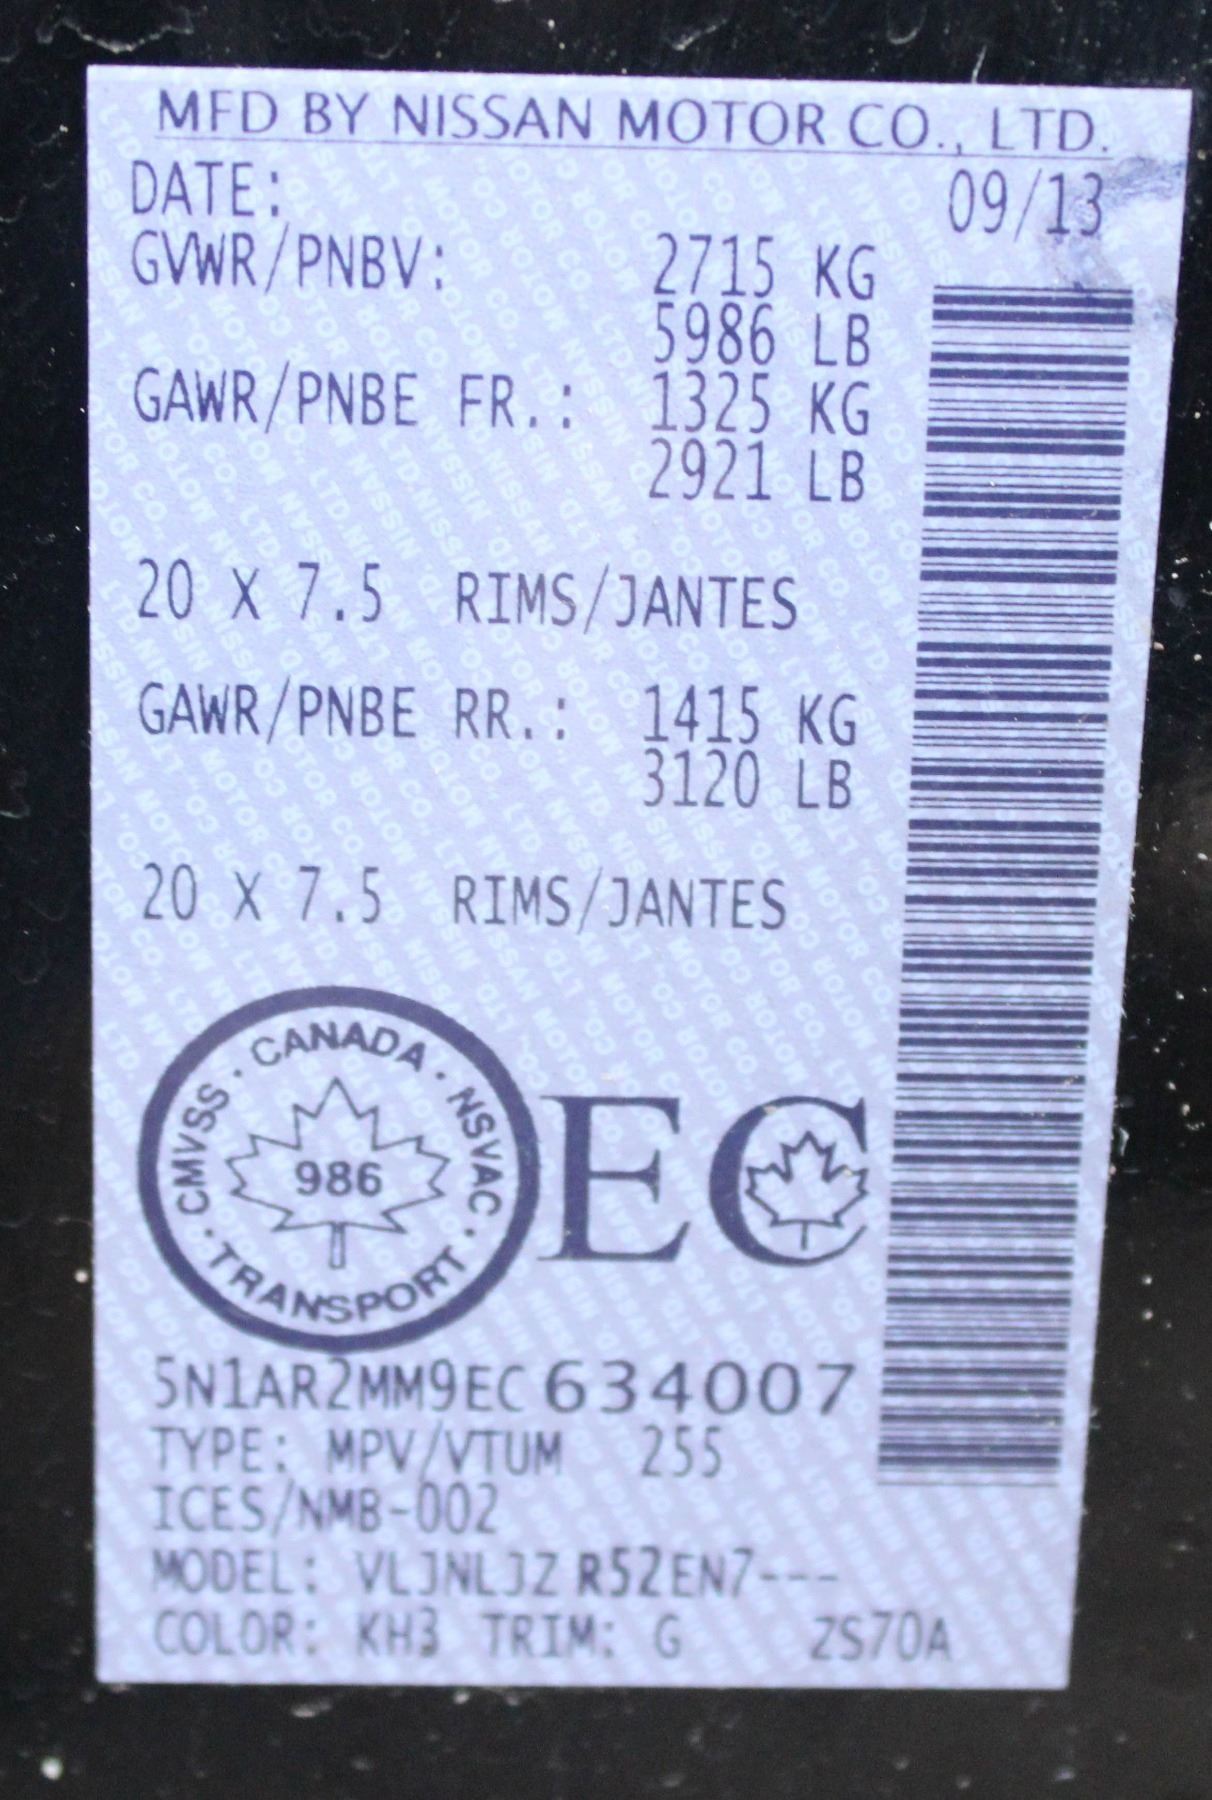 MFD BY NISSAN MOTOR CO., LTD.
DATE: 09/13
GVWR/PNBV: 2715 KG
5986 LB
GAWR/PNBE FR.: 1325 KG
2921 LB
20 X 7.5 RIMS/JANTES
GAWR/PNBE RR.: 1415 KG
3120 LB
20 X 7.5 RIMS/JANTES
CANADA · NSVAC · TRANSPORT · CMVSS ·
986
EC
5N1AR2MM9EC634007
TYPE: MPV/VTUM 255
ICES/NMB-002
MODEL: VLJNLJZ R52EN7---
COLOR: KH3 TRIM: G ZS70A